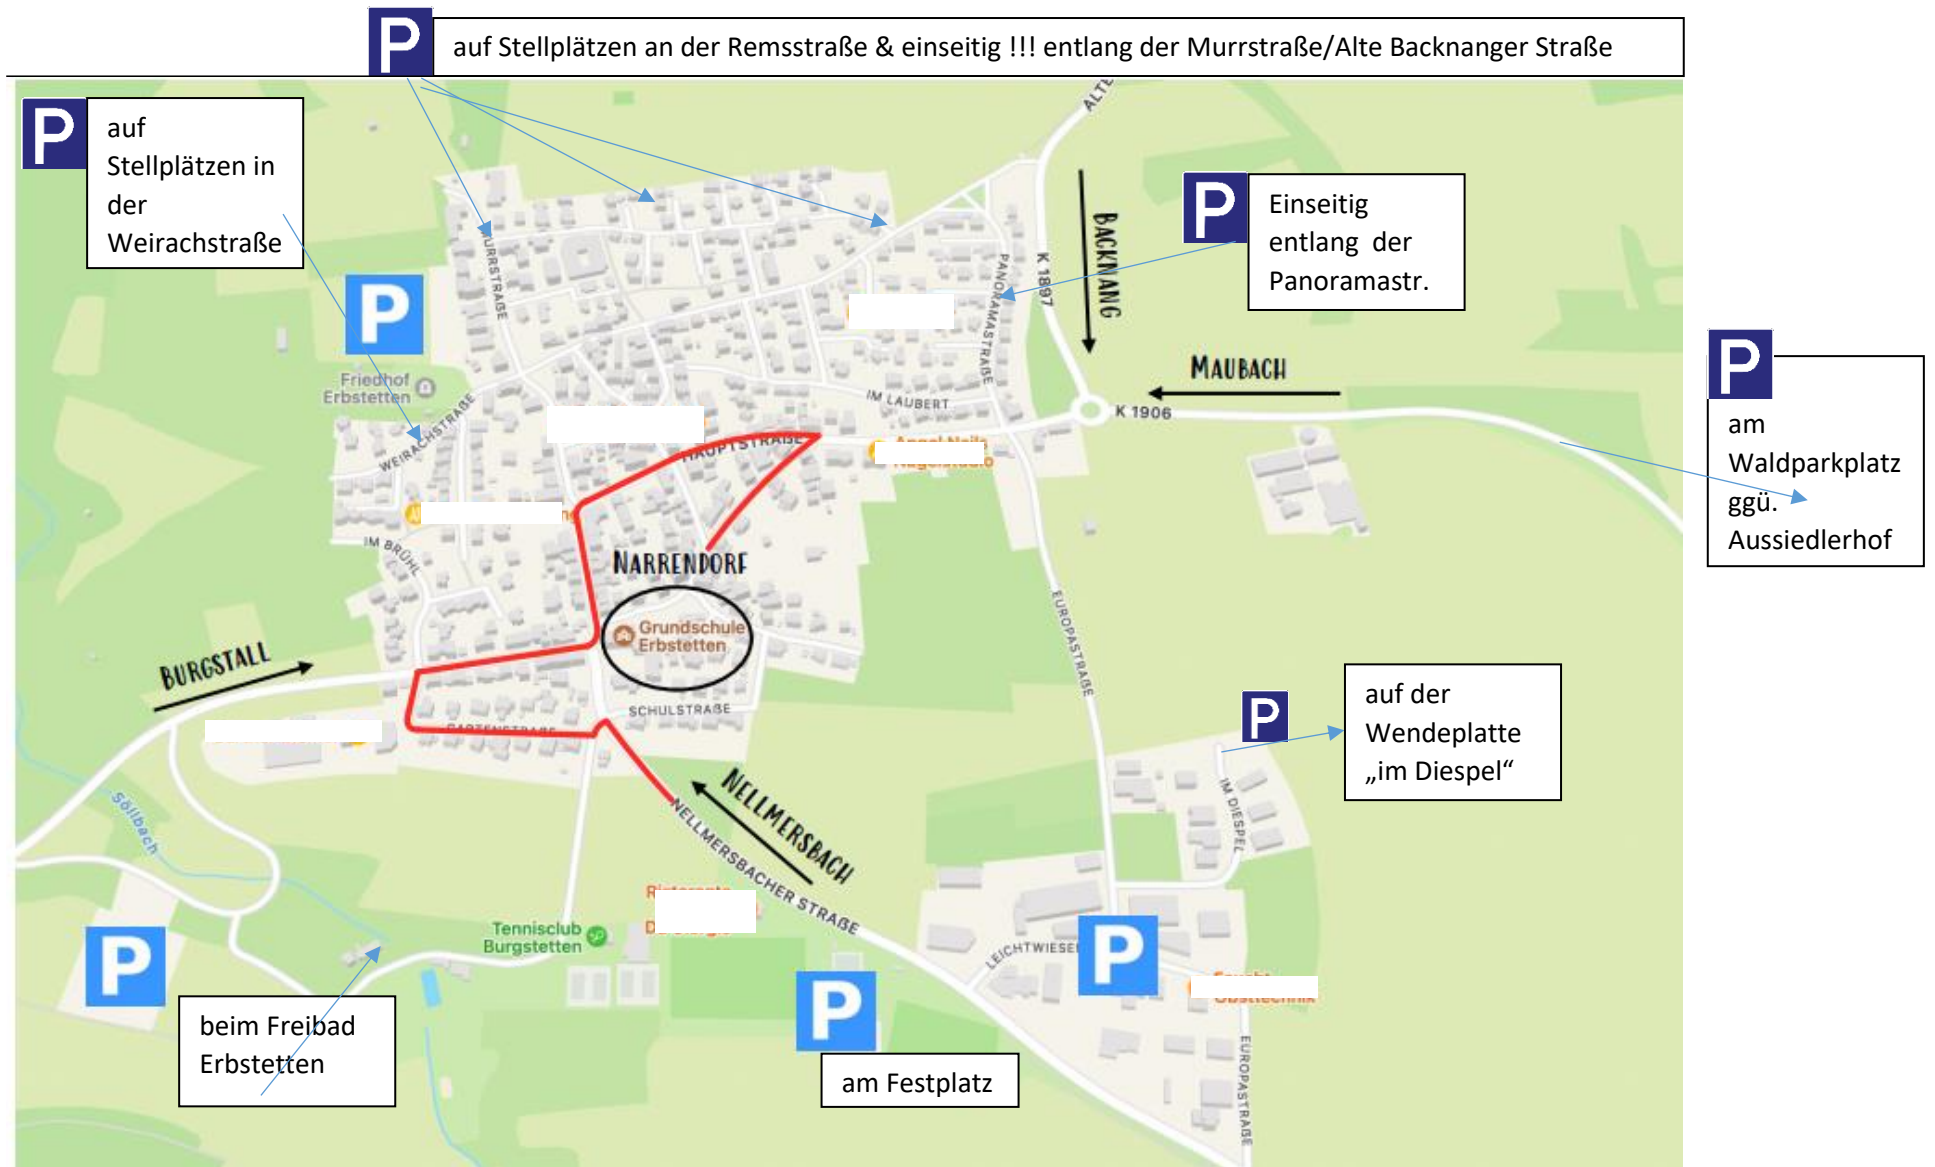 P auf Stellplätzen an der Remsstraße & einseitig !!! entlang der Murrstraße/Alte Backnanger Straße
P
auf
Stellplätzen in
der
Weirachstraße
ALTE
P
Einseitig
entlang der
Panoramastr.
MURRSTRAßE
PANORAMASTRAßE
K 1897
BACKNANG
P
Friedhof
Erbstetten
MAUBACH
P
am
Waldparkplatz
ggü.
Aussiedlerhof
IM LAUBERT
K 1906
WEIRACHSTRAßE
HAUPTSTRAßE
IM BRÜHL
NARRENDORF
Grundschule
Erbstetten
EUROPASTRAßE
BURGSTALL
SCHULSTRAßE
GARTENSTRAßE
P
auf der
Wendeplatte
„im Diespel“
IM DIESPEL
Söllbach
NELLMERSBACH
NELLMERSBACHER STRAßE
Tennisclub
Burgstetten
LEICHTWIESE
P
P
P
Obsttechnik
beim Freibad
Erbstetten
am Festplatz
EUROPASTRAßE